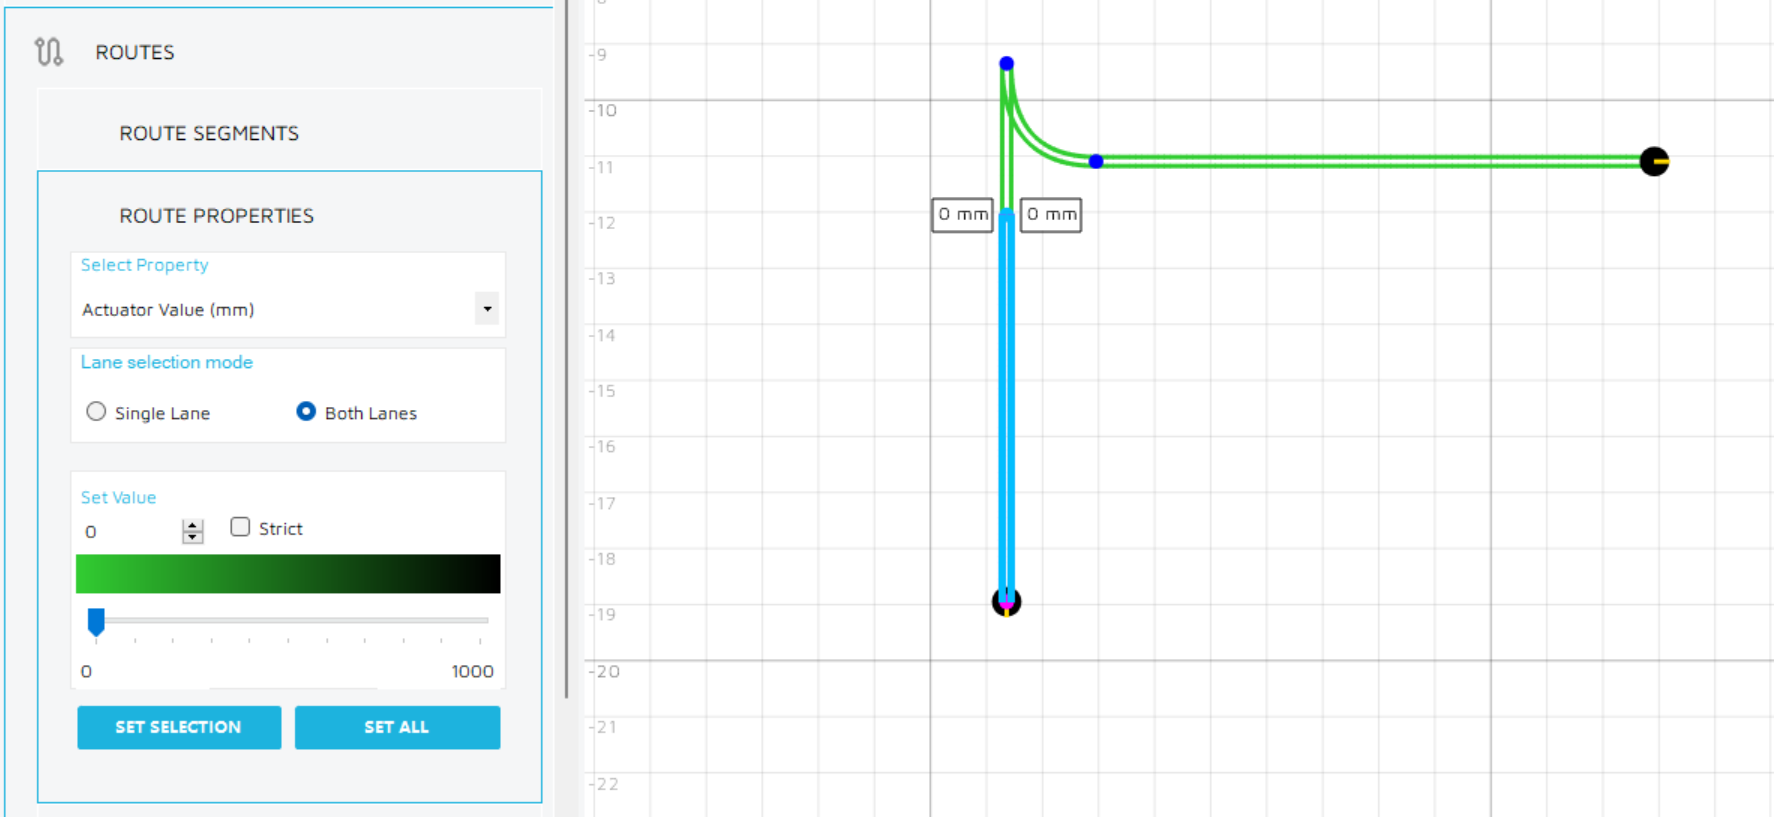 ROUTES
ROUTE SEGMENTS
ROUTE PROPERTIES
Select Property
Actuator Value (mm)
Lane selection mode
Single Lane
Both Lanes
Set Value
0
Strict
0
1000
SET SELECTION
SET ALL
-9
-10
-11
-12
-13
-14
-15
-16
-17
-18
-19
-20
-21
-22
0 mm
0 mm